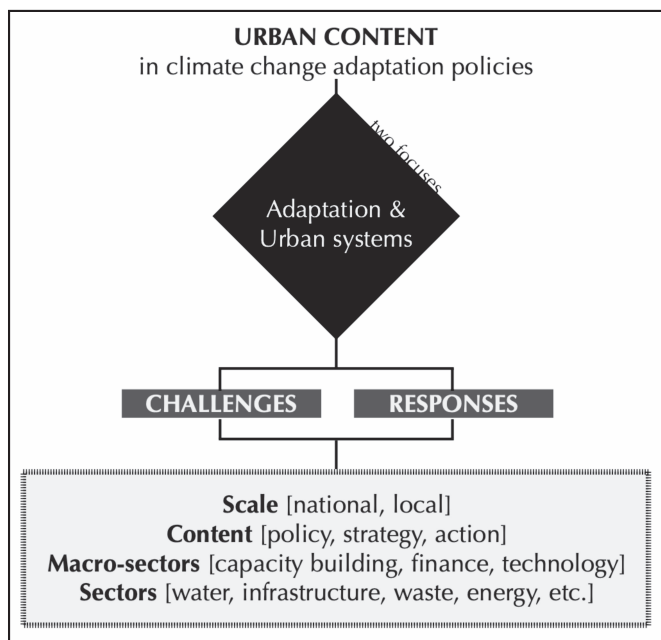 URBAN CONTENT
in climate change adaptation policies
two focuses
Adaptation &
Urban systems
CHALLENGES
RESPONSES
Scale [national, local]
Content [policy, strategy, action]
Macro-sectors [capacity building, finance, technology]
Sectors [water, infrastructure, waste, energy, etc.]